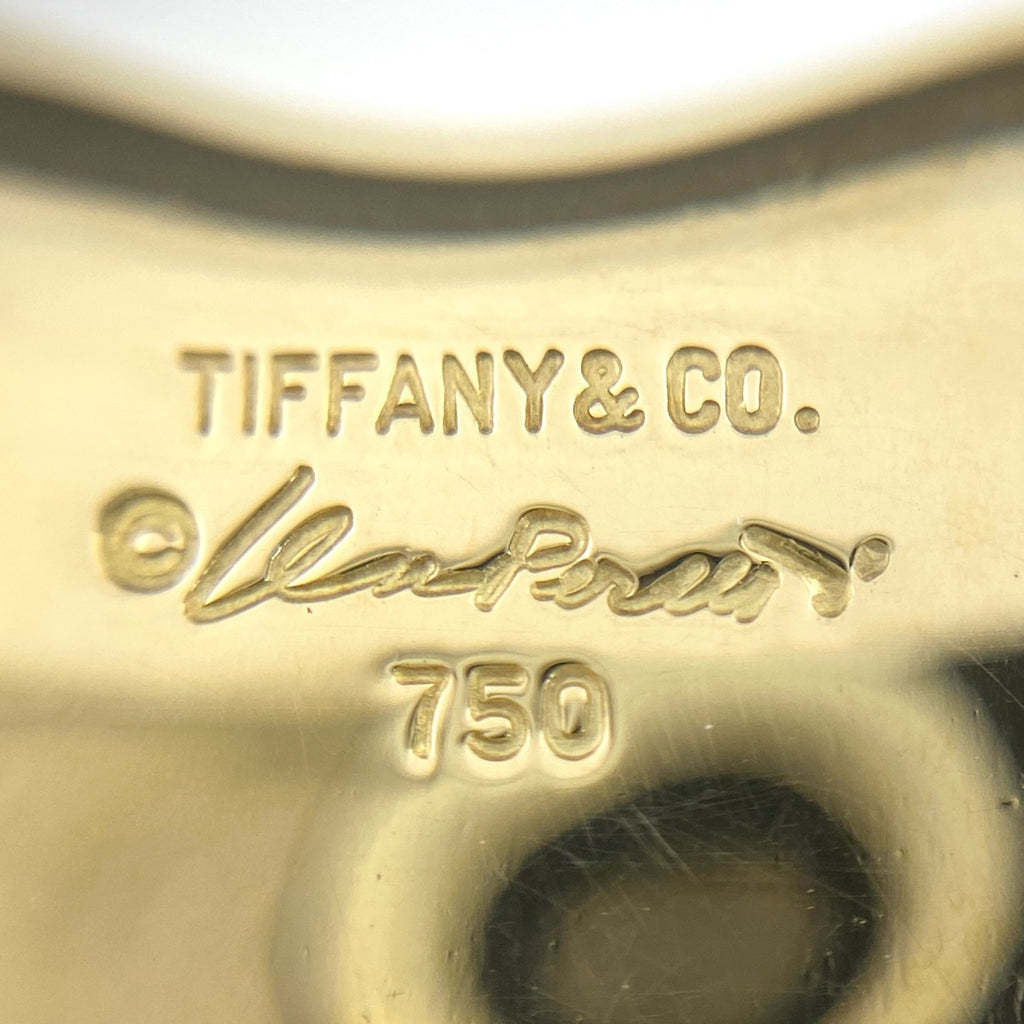 TIFFANY & CO.
© Elsa Peretti
750